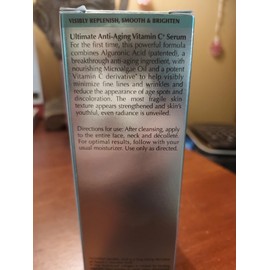 VISIBLY REPLENISH, SMOOTH & BRIGHTEN
Ultimate Anti-Aging Vitamin C* Serum
For the first time, this powerful formula
combines Alguronic Acid (patented), a
breakthrough anti-aging ingredient, with
nourishing Microalgae Oil and a potent
Vitamin C derivative* to help visibly
minimize fine lines and wrinkles and
reduce the appearance of age spots and
discoloration. The most fragile skin
texture appears strengthened and skin's
youthful, even radiance is unveiled.
Directions for use: After cleansing, apply
to the entire face, neck and décolleté.
For optimal results, follow with your
usual moisturizer. Use only as directed.